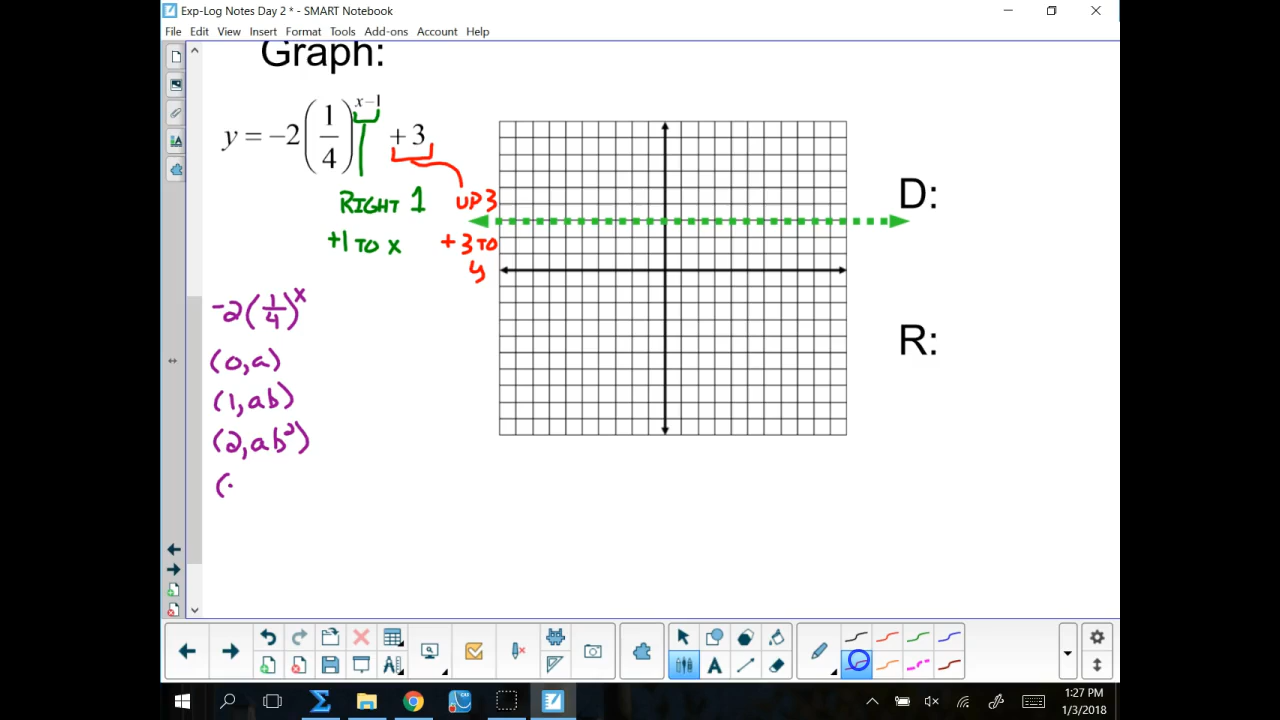 Exp-Log Notes Day 2 * - SMART Notebook
File Edit View Insert Format Tools Add-ons Account Help
Graph:
y = -2(1/4)^(x-1) + 3
RIGHT 1
UP 3
+1 TO x
+3 TO
y
D:
R:
-2(1/4)^x
(0,a)
(1,ab)
(2,ab²)
(
1:27 PM
1/3/2018